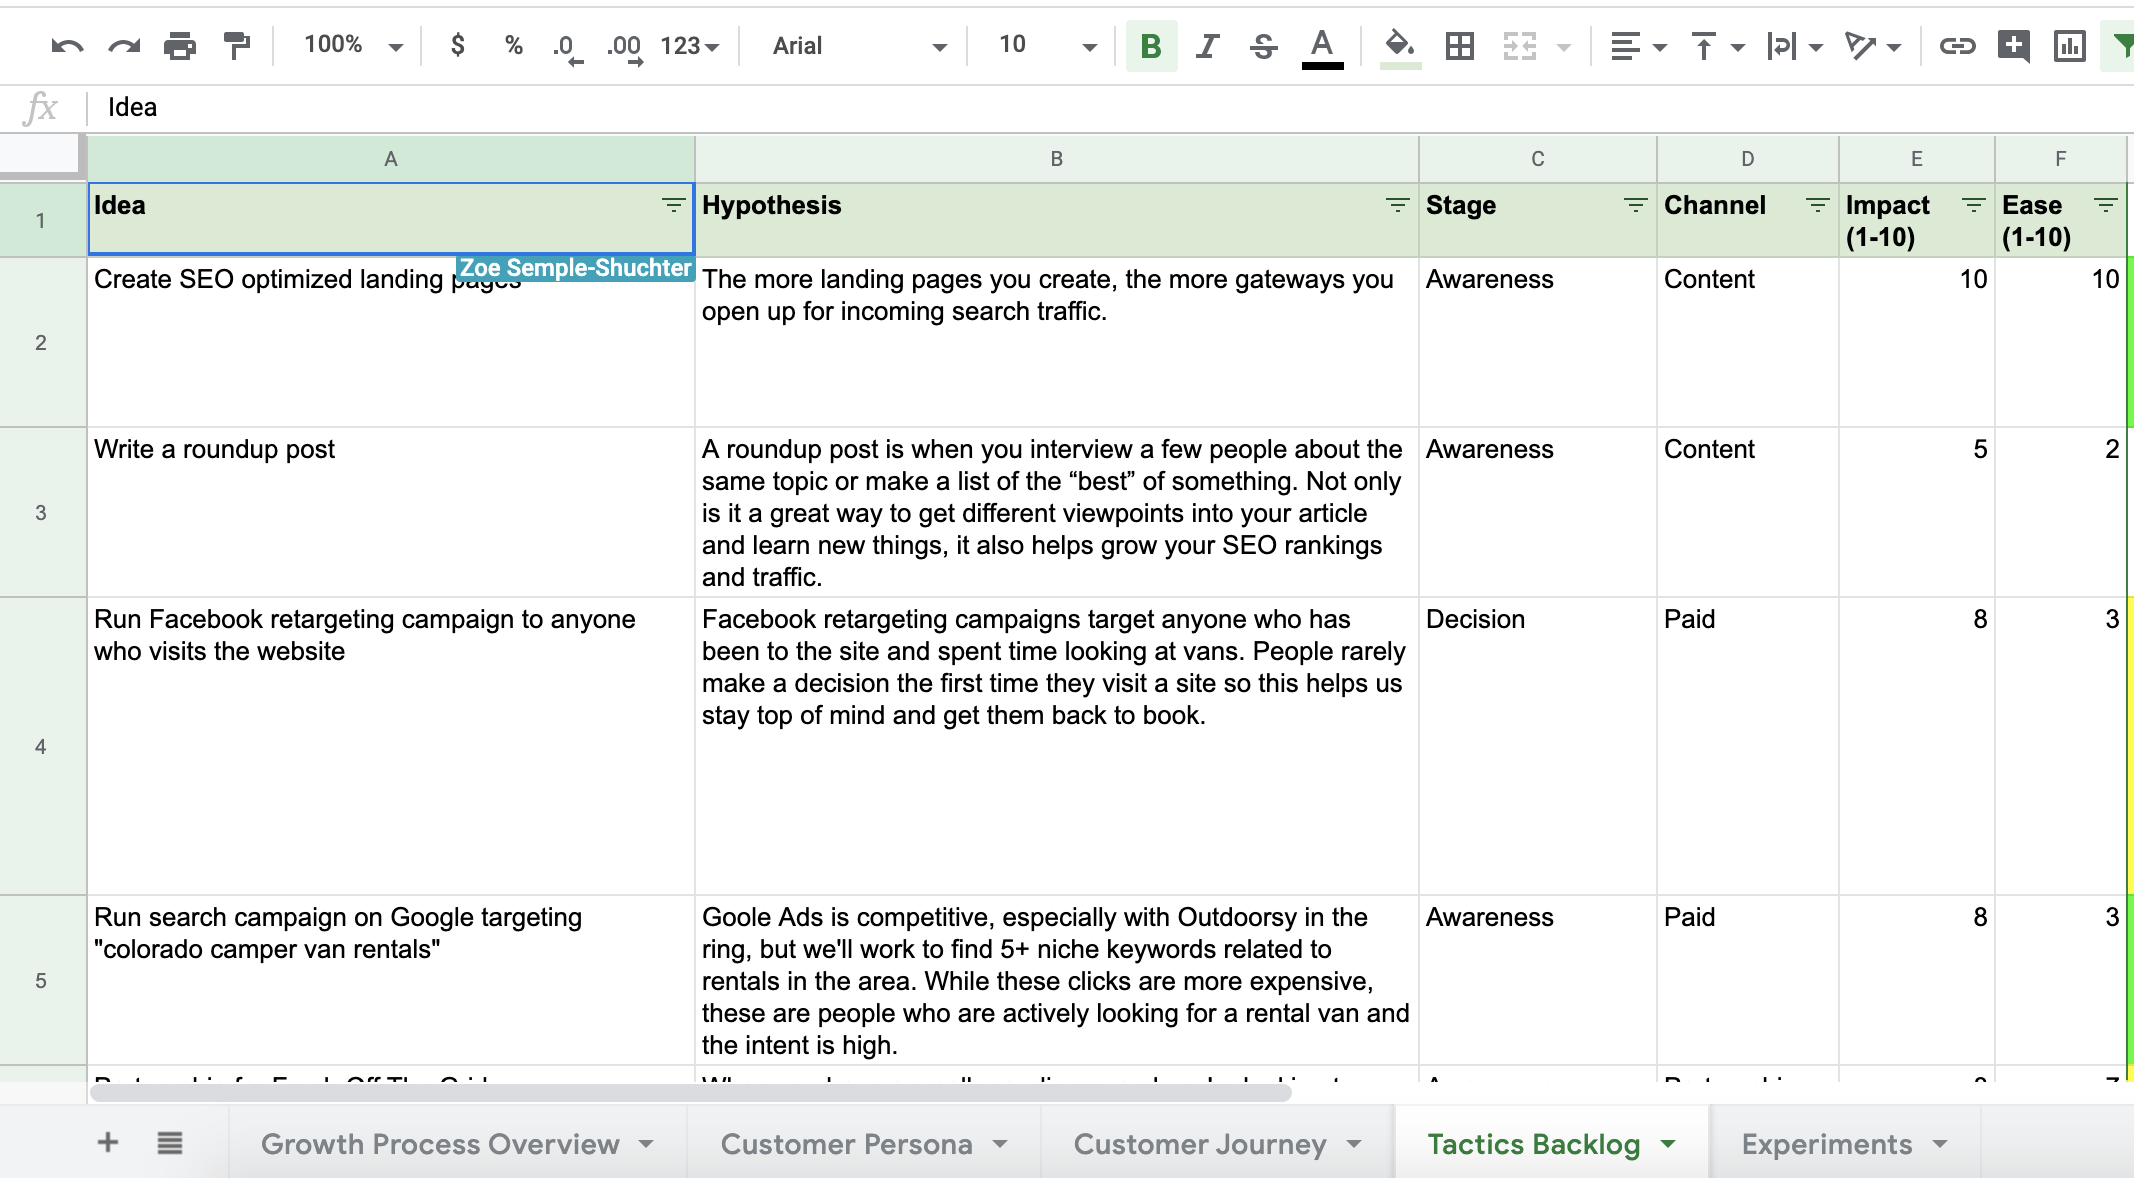 100% $ % .0 .00 123 Arial 10 B I S A
fx Idea
A B C D E F
1 Idea Hypothesis Stage Channel Impact Ease
(1-10) (1-10)
Zoe Semple-Shuchter
2 Create SEO optimized landing pages The more landing pages you create, the more gateways you Awareness Content 10 10
open up for incoming search traffic.
3 Write a roundup post A roundup post is when you interview a few people about the Awareness Content 5 2
same topic or make a list of the “best” of something. Not only
is it a great way to get different viewpoints into your article
and learn new things, it also helps grow your SEO rankings
and traffic.
4 Run Facebook retargeting campaign to anyone Facebook retargeting campaigns target anyone who has Decision Paid 8 3
who visits the website been to the site and spent time looking at vans. People rarely
make a decision the first time they visit a site so this helps us
stay top of mind and get them back to book.
5 Run search campaign on Google targeting Goole Ads is competitive, especially with Outdoorsy in the Awareness Paid 8 3
"colorado camper van rentals" ring, but we'll work to find 5+ niche keywords related to
rentals in the area. While these clicks are more expensive,
these are people who are actively looking for a rental van and
the intent is high.
Growth Process Overview Customer Persona Customer Journey Tactics Backlog Experiments